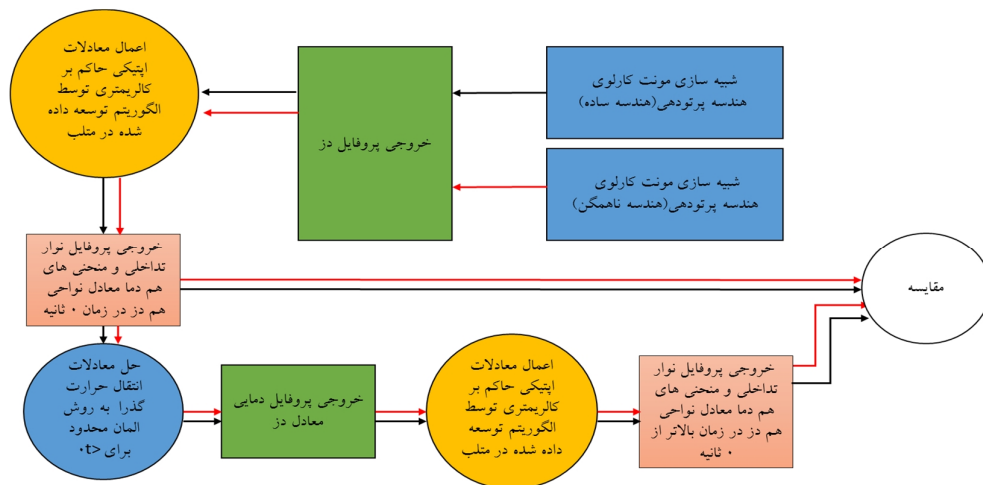 شبیه سازی مونت کارلوی
هندسه پرتودهی(هندسه ساده)
شبیه سازی مونت کارلوی
هندسه پرتودهی(هندسه ناهمگن)
خروجی پروفایل دز
اعمال معادلات
اپتیکی حاکم بر
کالریمتری توسط
الگوریتم توسعه داده
شده در متلب
خروجی پروفایل نوار
تداخلی و منحنی های
هم دما معادل نواحی
هم دز در زمان ۰ ثانیه
حل معادلات
انتقال حرارت
گذرا به روش
المان محدود
برای t>۰
خروجی پروفایل دمایی
معادل دز
اعمال معادلات
اپتیکی حاکم بر
کالریمتری توسط
الگوریتم توسعه
داده شده در متلب
خروجی پروفایل نوار
تداخلی و منحنی های
هم دما معادل نواحی
هم دز در زمان بالاتر از
۰ ثانیه
مقایسه